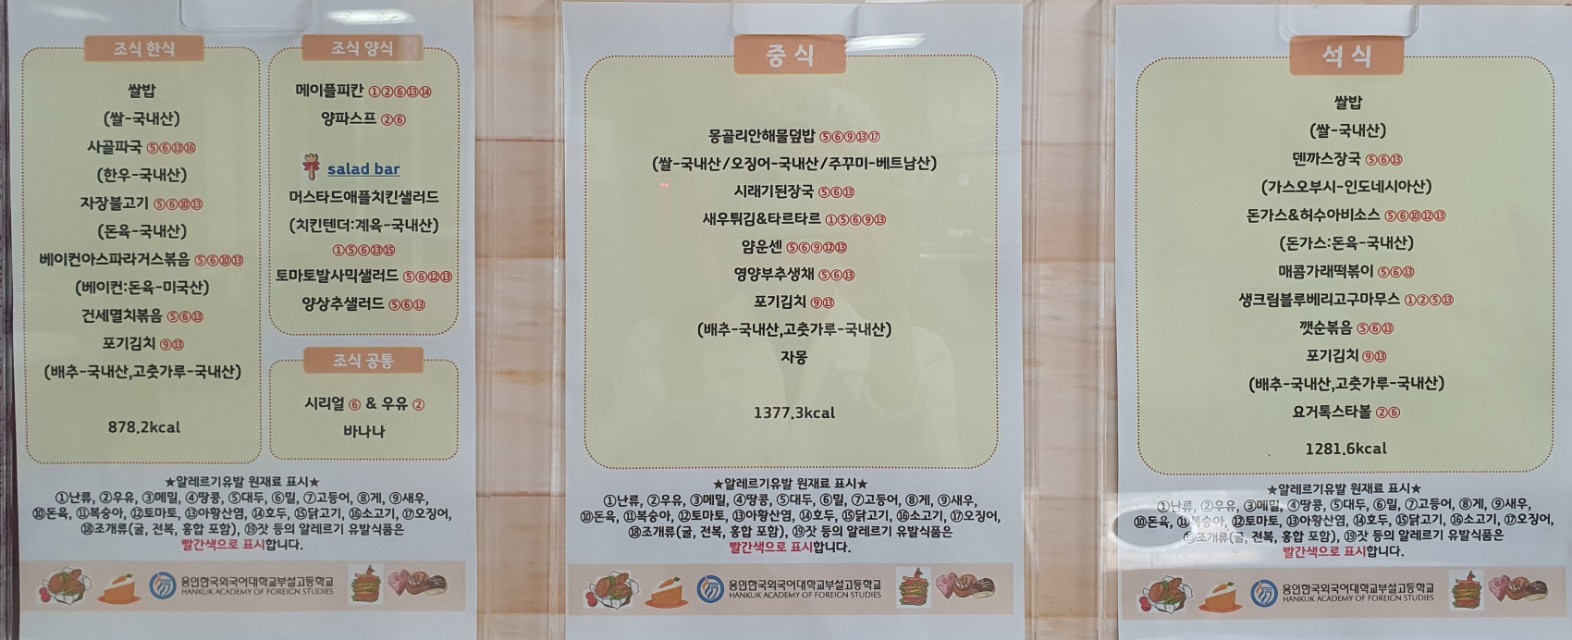 조식 한식
쌀밥
(쌀-국내산)
사골파국 ⑤⑥⑬⑯
(한우-국내산)
자장불고기 ⑤⑥⑩⑬
(돈육-국내산)
베이컨아스파라거스볶음 ⑤⑥⑩⑬
(베이컨:돈육-미국산)
건세멸치볶음 ⑤⑥⑬
포기김치 ⑨⑬
(배추-국내산,고춧가루-국내산)
878.2kcal
조식 양식
메이플피칸 ①②⑥⑬⑭
양파스프 ②⑥
salad bar
머스타드애플치킨샐러드
(치킨텐더:계육-국내산)
①⑤⑥⑬⑮
토마토발사믹샐러드 ⑤⑥⑫⑬
양상추샐러드 ⑤⑥⑬
조식 공통
시리얼 ⑥ & 우유 ②
바나나
★알레르기유발 원재료 표시★
①난류, ②우유, ③메밀, ④땅콩, ⑤대두, ⑥밀, ⑦고등어, ⑧게, ⑨새우,
⑩돈육, ⑪복숭아, ⑫토마토, ⑬아황산염, ⑭호두, ⑮닭고기, ⑯소고기, ⑰오징어,
⑱조개류(굴, 전복, 홍합 포함), ⑲잣 등의 알레르기 유발식품은
빨간색으로 표시합니다.
용인한국외국어대학교부설고등학교
HANKUK ACADEMY OF FOREIGN STUDIES
중 식
몽골리안해물덮밥 ⑤⑥⑨⑬⑰
(쌀-국내산/오징어-국내산/주꾸미-베트남산)
시래기된장국 ⑤⑥⑬
새우튀김&타르타르 ①⑤⑥⑨⑬
얌운센 ⑤⑥⑨⑫⑬
영양부추생채 ⑤⑥⑬
포기김치 ⑨⑬
(배추-국내산,고춧가루-국내산)
자몽
1377.3kcal
★알레르기유발 원재료 표시★
①난류, ②우유, ③메밀, ④땅콩, ⑤대두, ⑥밀, ⑦고등어, ⑧게, ⑨새우,
⑩돈육, ⑪복숭아, ⑫토마토, ⑬아황산염, ⑭호두, ⑮닭고기, ⑯소고기, ⑰오징어,
⑱조개류(굴, 전복, 홍합 포함), ⑲잣 등의 알레르기 유발식품은
빨간색으로 표시합니다.
용인한국외국어대학교부설고등학교
HANKUK ACADEMY OF FOREIGN STUDIES
석 식
쌀밥
(쌀-국내산)
덴까스장국 ⑤⑥⑬
(가스오부시-인도네시아산)
돈가스&허수아비소스 ⑤⑥⑩⑫⑬
(돈가스:돈육-국내산)
매콤가래떡볶이 ⑤⑥⑬
생크림블루베리고구마무스 ①②⑤⑬
깻순볶음 ⑤⑥⑬
포기김치 ⑨⑬
(배추-국내산,고춧가루-국내산)
요거톡스타볼 ②⑥
1281.6kcal
★알레르기유발 원재료 표시★
①난류, ②우유, ③메밀, ④땅콩, ⑤대두, ⑥밀, ⑦고등어, ⑧게, ⑨새우,
⑩돈육, ⑪복숭아, ⑫토마토, ⑬아황산염, ⑭호두, ⑮닭고기, ⑯소고기, ⑰오징어,
⑱조개류(굴, 전복, 홍합 포함), ⑲잣 등의 알레르기 유발식품은
빨간색으로 표시합니다.
용인한국외국어대학교부설고등학교
HANKUK ACADEMY OF FOREIGN STUDIES